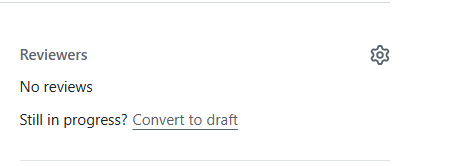 Reviewers
No reviews
Still in progress? Convert to draft